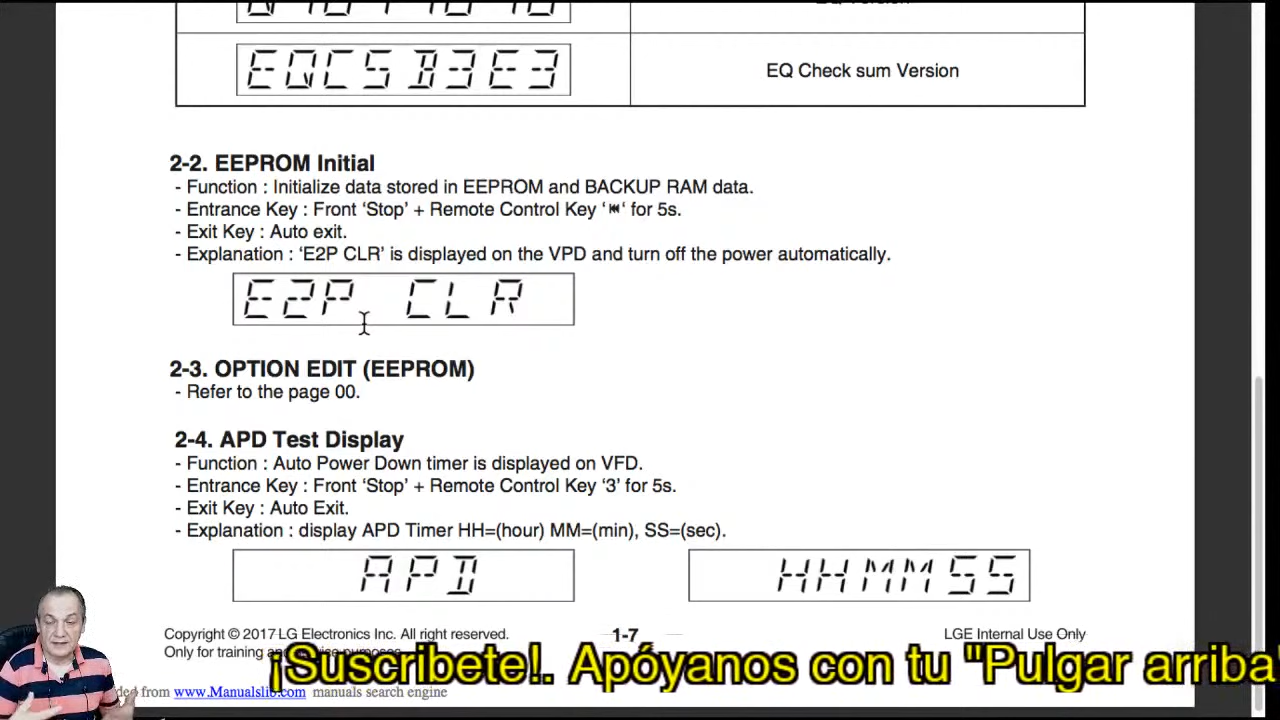 EQCSB3E3
EQ Check sum Version
2-2. EEPROM Initial
- Function : Initialize data stored in EEPROM and BACKUP RAM data.
- Entrance Key : Front ‘Stop’ + Remote Control Key ‘⏮‘ for 5s.
- Exit Key : Auto exit.
- Explanation : ‘E2P CLR’ is displayed on the VPD and turn off the power automatically.
E2P CLR
2-3. OPTION EDIT (EEPROM)
- Refer to the page 00.
2-4. APD Test Display
- Function : Auto Power Down timer is displayed on VFD.
- Entrance Key : Front ‘Stop’ + Remote Control Key ‘3’ for 5s.
- Exit Key : Auto Exit.
- Explanation : display APD Timer HH=(hour) MM=(min), SS=(sec).
APD HHMMSS
Copyright © 2017 LG Electronics Inc. All right reserved.
1-7
LGE Internal Use Only
Only for training and
¡Suscribete!. Apóyanos con tu "Pulgar arriba"
from www.Manualslib.com manuals search engine